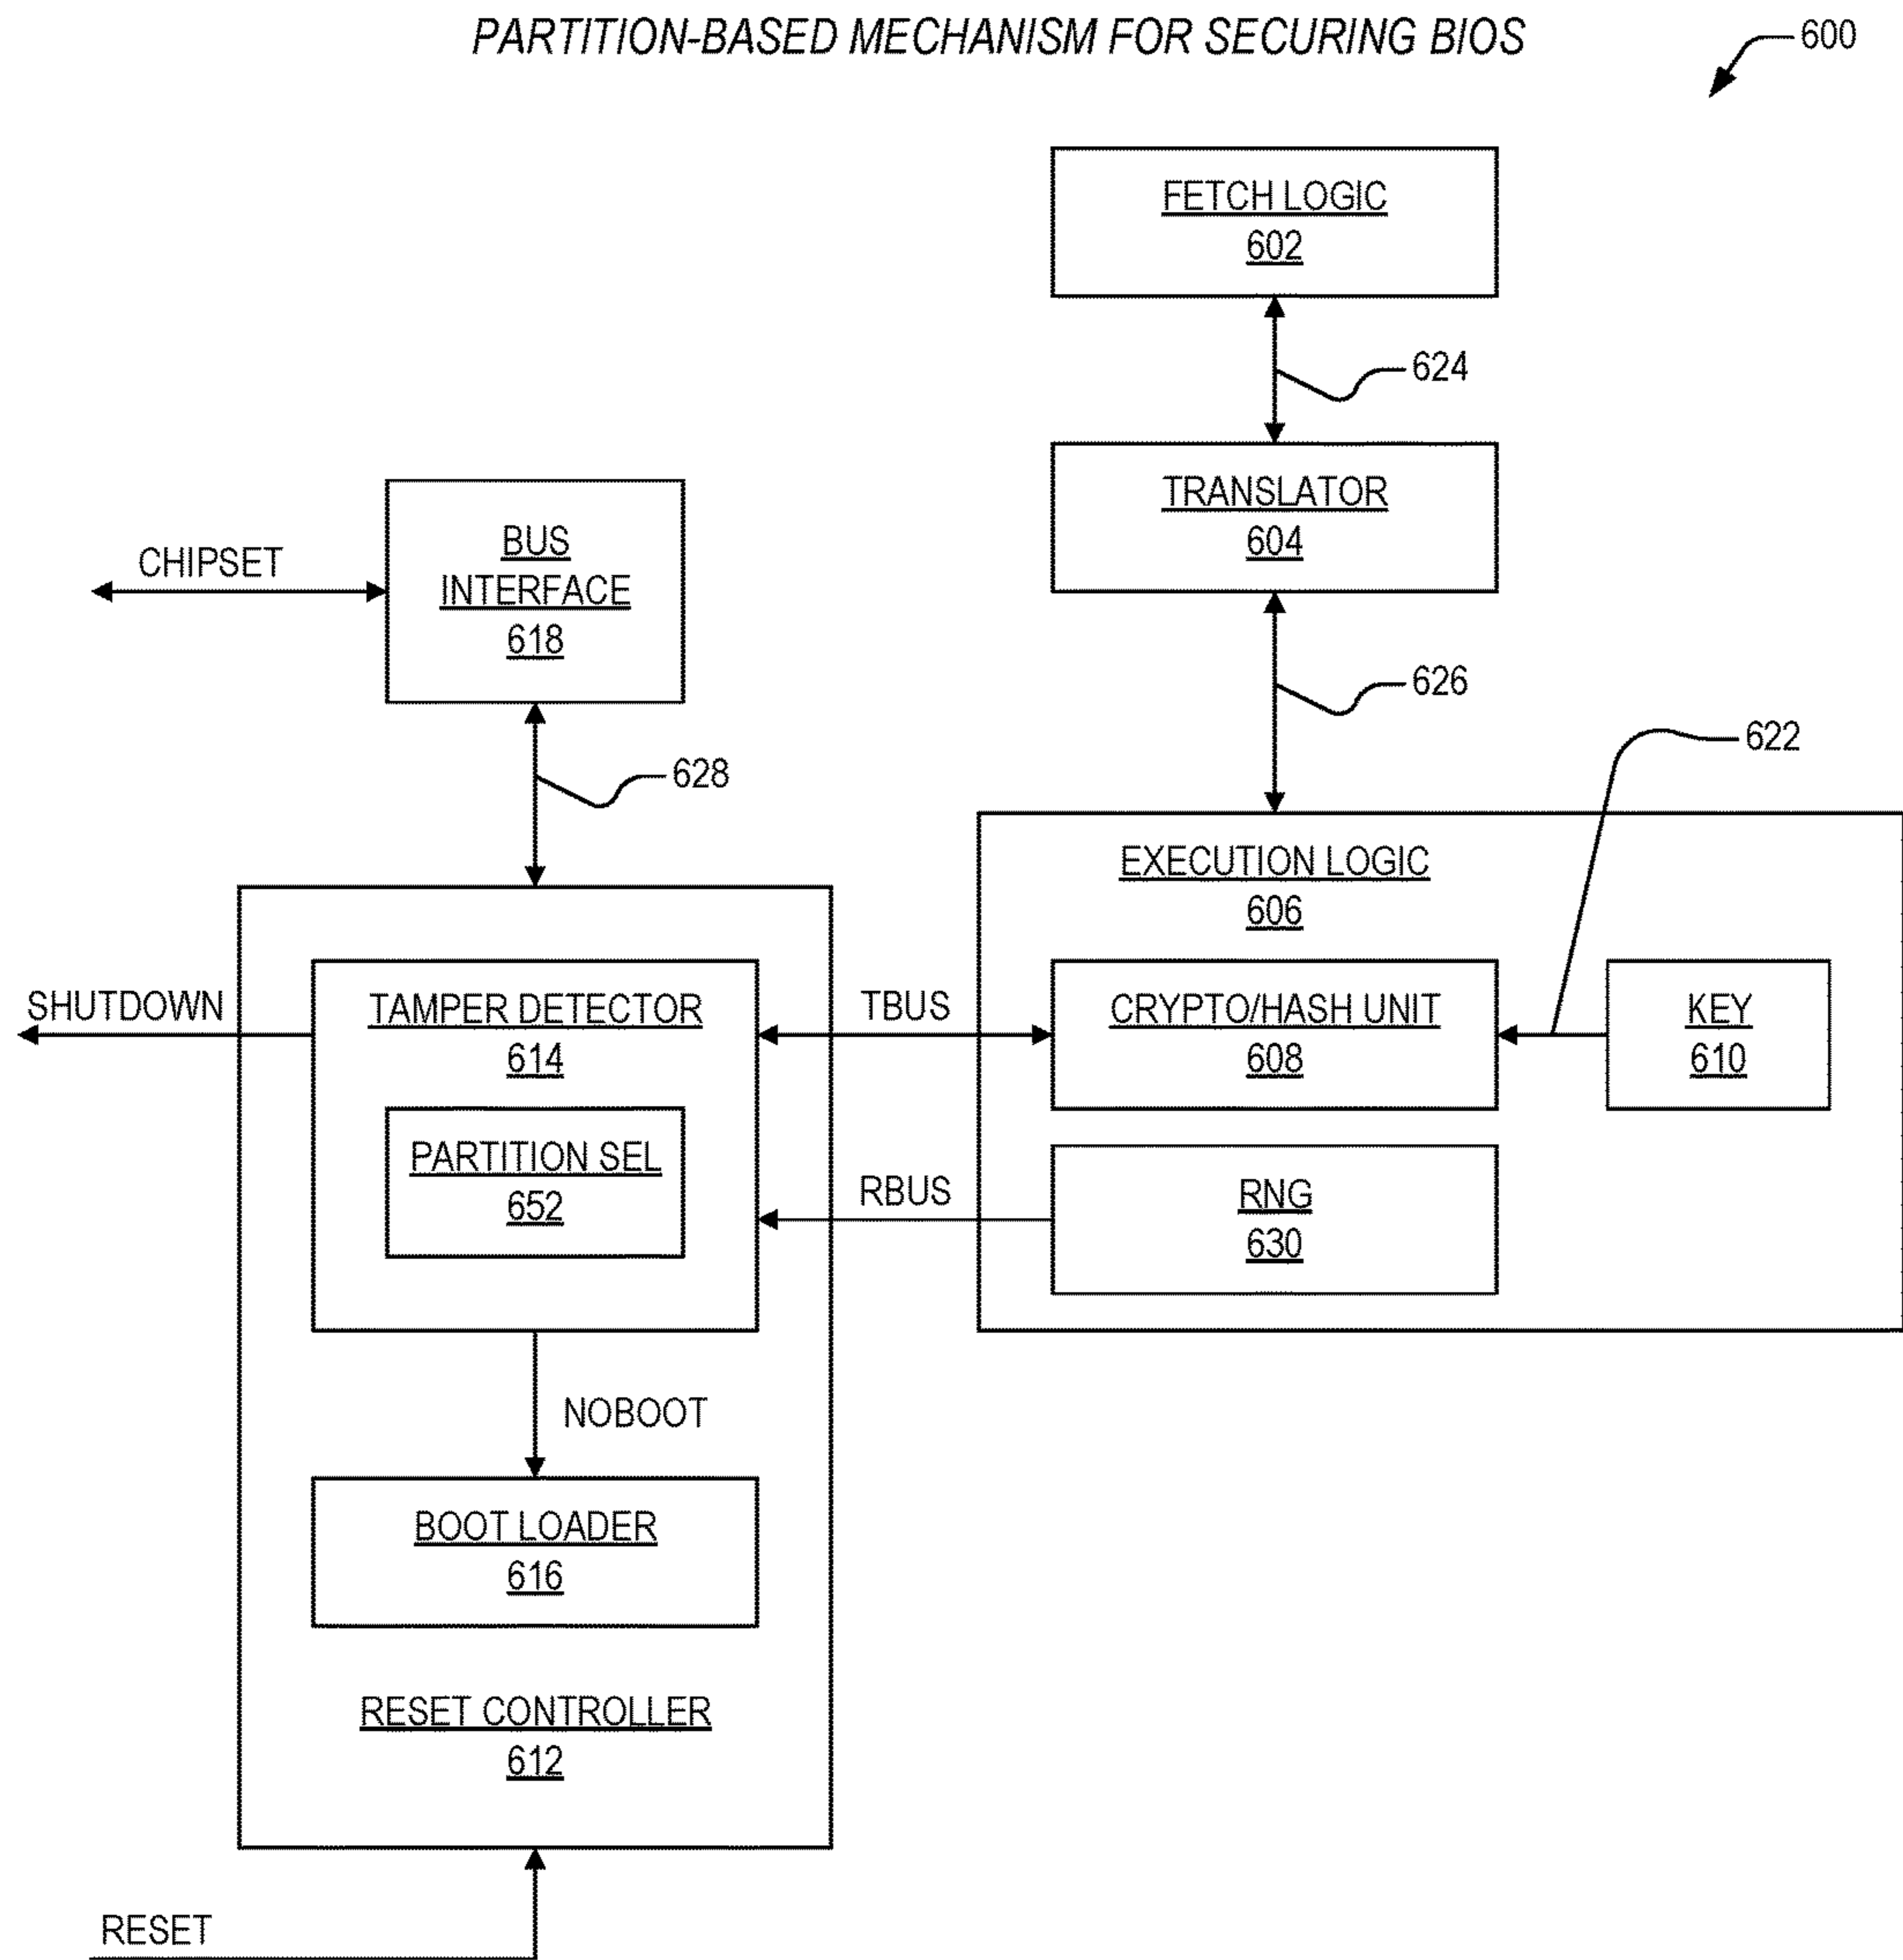 PARTITION-BASED MECHANISM FOR SECURING BIOS
600
FETCH LOGIC
602
624
TRANSLATOR
604
CHIPSET
BUS
INTERFACE
618
626
622
628
EXECUTION LOGIC
606
SHUTDOWN
TAMPER DETECTOR
614
TBUS
CRYPTO/HASH UNIT
608
KEY
610
PARTITION SEL
652
RBUS
RNG
630
NOBOOT
BOOT LOADER
616
RESET CONTROLLER
612
RESET